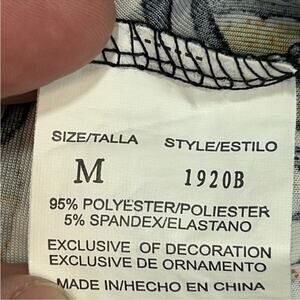 SIZE/TALLA STYLE/ESTILO
M 1920B
95% POLYESTER/POLIESTER
5% SPANDEX/ELASTANO
EXCLUSIVE OF DECORATION
EXCLUSIVE DE ORNAMENTO
MADE IN/HECHO EN CHINA